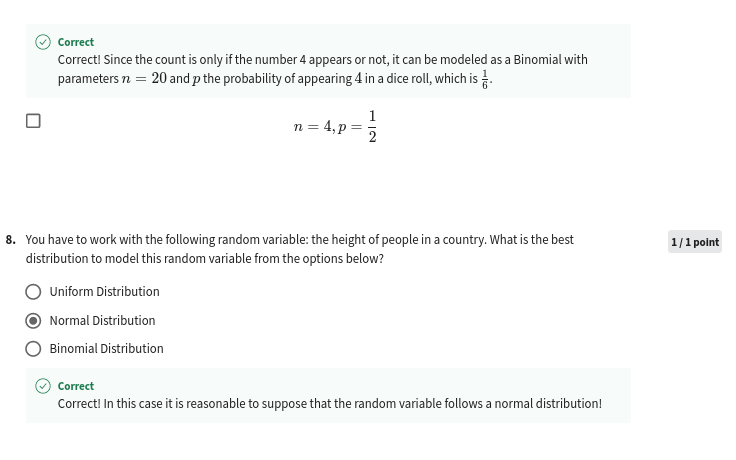 Correct
Correct! Since the count is only if the number 4 appears or not, it can be modeled as a Binomial with
parameters n = 20 and p the probability of appearing 4 in a dice roll, which is 1/6.
n = 4, p = 1/2
8. You have to work with the following random variable: the height of people in a country. What is the best
1 / 1 point
distribution to model this random variable from the options below?
Uniform Distribution
Normal Distribution
Binomial Distribution
Correct
Correct! In this case it is reasonable to suppose that the random variable follows a normal distribution!